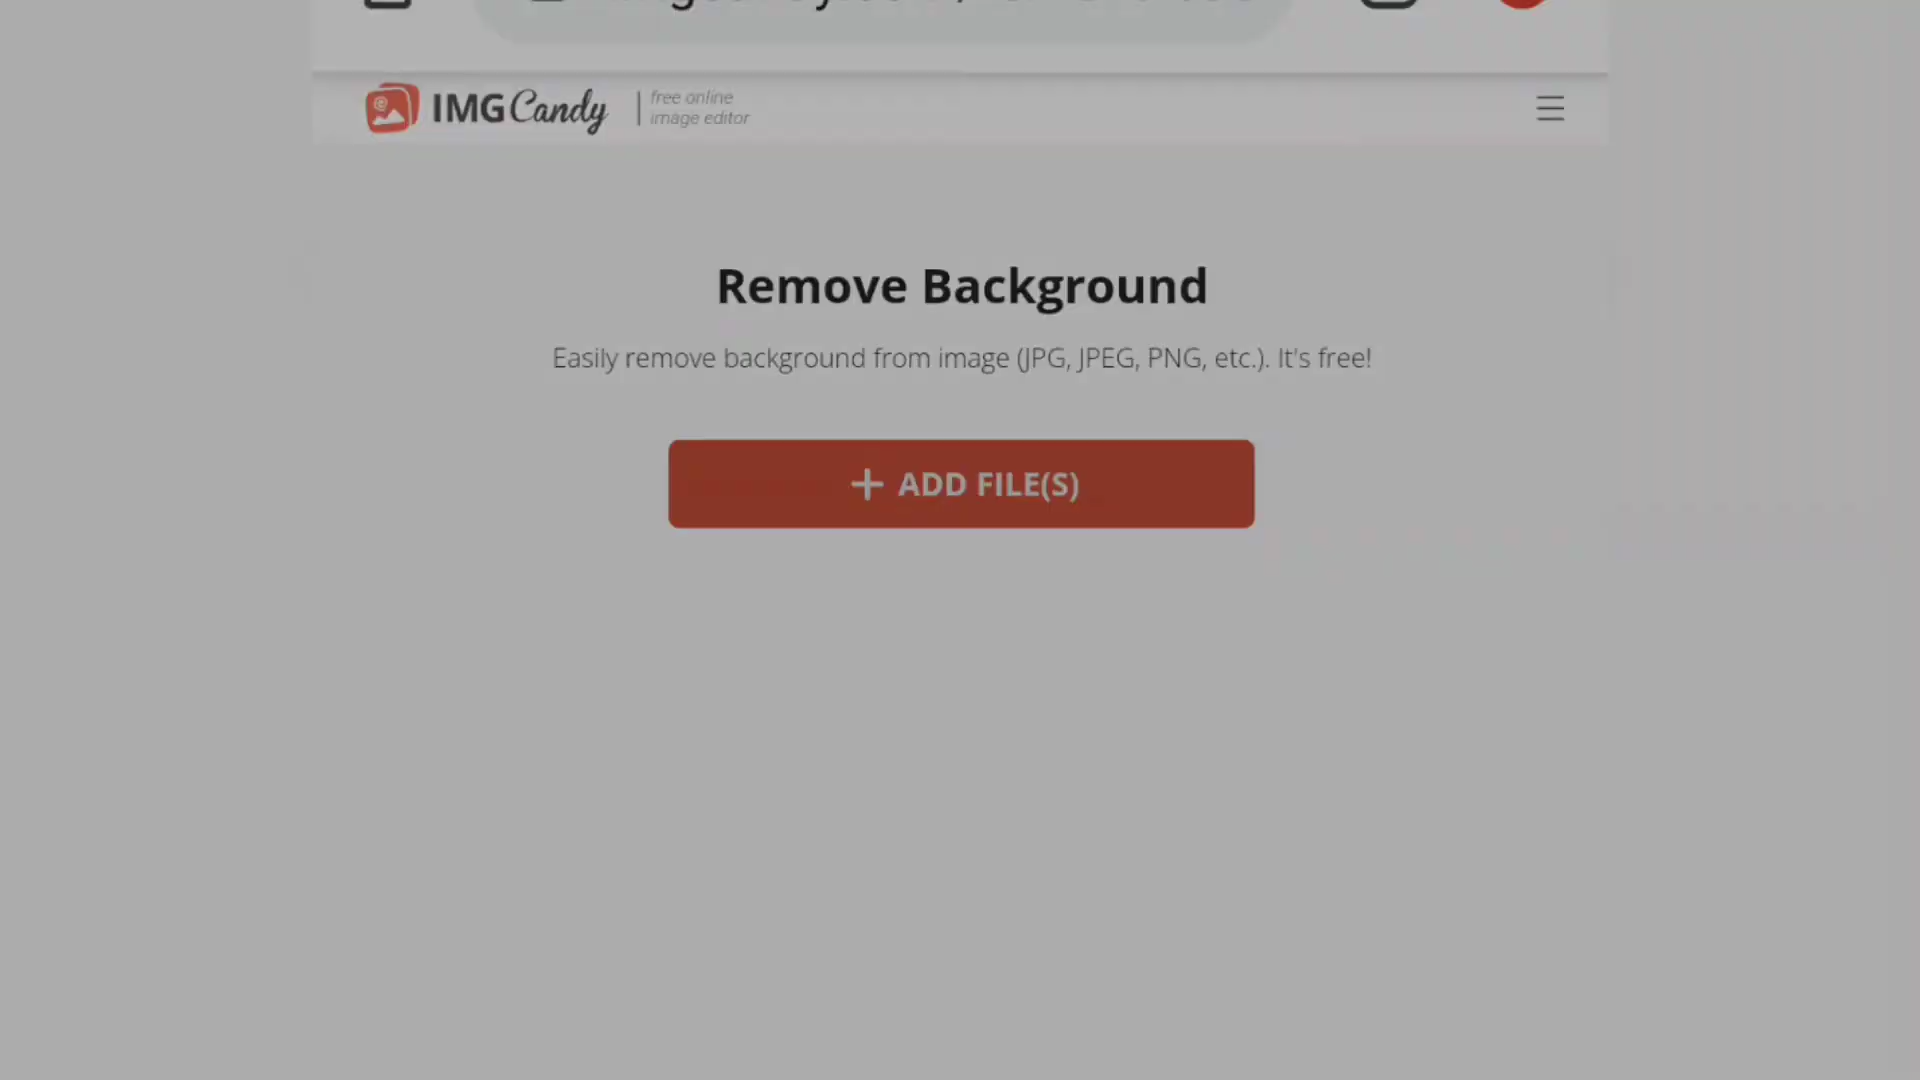 IMG Candy
free online
image editor
Remove Background
Easily remove background from image (JPG, JPEG, PNG, etc.). It's free!
+ ADD FILE(S)